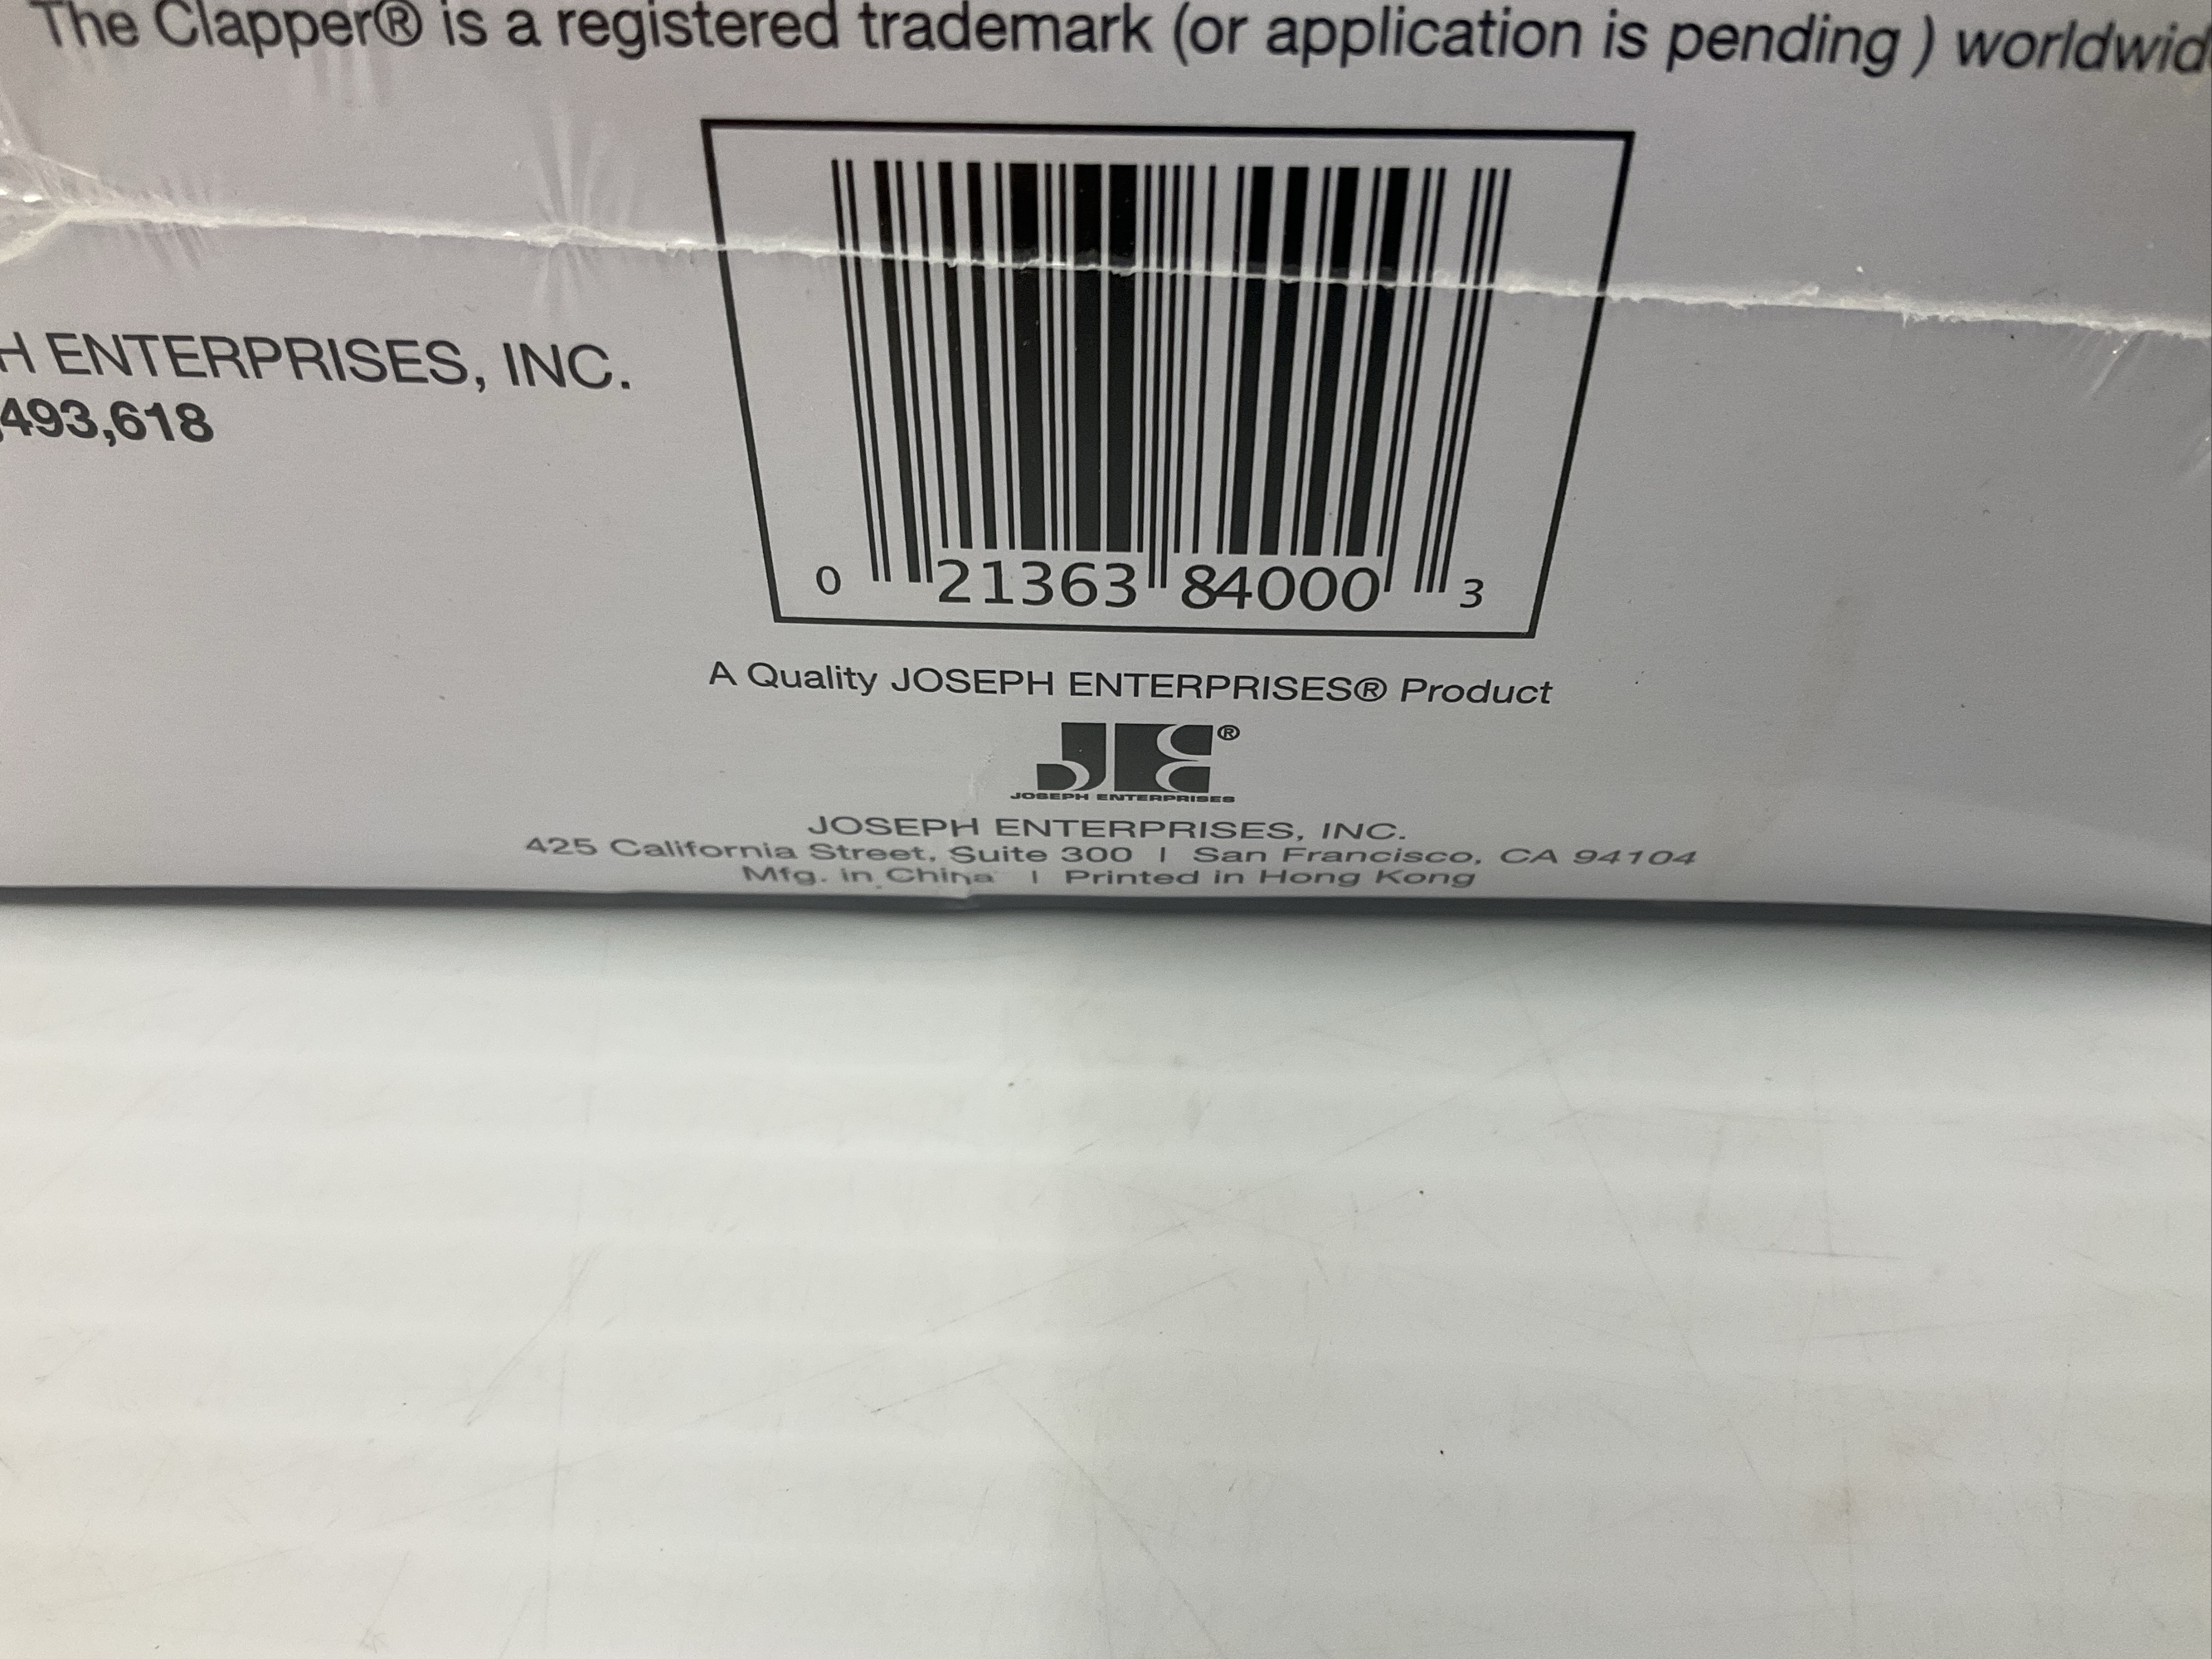 The Clapper® is a registered trademark (or application is pending ) worldwid
H ENTERPRISES, INC.
,493,618
0 21363 84000 3
A Quality JOSEPH ENTERPRISES® Product
JE®
JOSEPH ENTERPRISES
JOSEPH ENTERPRISES, INC.
425 California Street, Suite 300 | San Francisco, CA 94104
Mfg. in China | Printed in Hong Kong